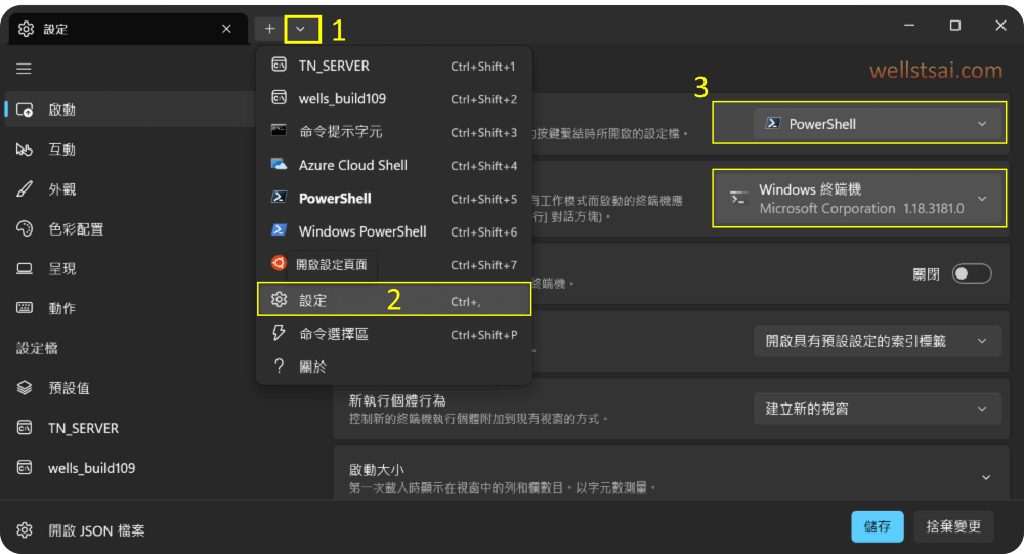 設定
1
wellstsai.com
TN_SERVER Ctrl+Shift+1
wells_build109 Ctrl+Shift+2
命令提示字元 Ctrl+Shift+3
Azure Cloud Shell Ctrl+Shift+4
PowerShell Ctrl+Shift+5
Windows PowerShell Ctrl+Shift+6
開啟設定頁面 Ctrl+Shift+7
設定 2 Ctrl+,
命令選擇區 Ctrl+Shift+P
關於
啟動
互動
外觀
色彩配置
呈現
動作
設定檔
預設值
TN_SERVER
wells_build109
開啟 JSON 檔案
3
按鍵繫結時所開啟的設定檔。
PowerShell
有工作模式而啟動的終端機應
行] 對話方塊)。
Windows 終端機
Microsoft Corporation 1.18.3181.0
終端機。
關閉
開啟具有預設設定的索引標籤
新執行個體行為
控制新的終端機執行個體附加到現有視窗的方式。
建立新的視窗
啟動大小
第一次載入時顯示在視窗中的列和欄數目。以字元數測量。
儲存
捨棄變更